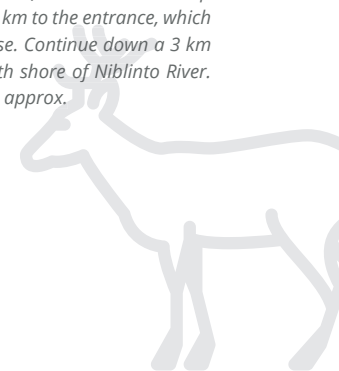 km to the entrance, which
se. Continue down a 3 km
th shore of Niblinto River.
approx.